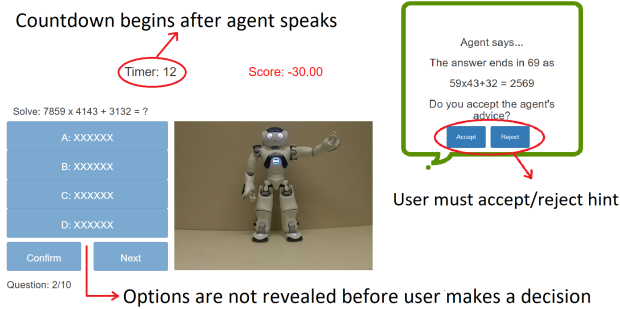 Countdown begins after agent speaks
Timer: 12
Score: -30.00
Solve: 7859 x 4143 + 3132 = ?
A: XXXXXX
B: XXXXXX
C: XXXXXX
D: XXXXXX
Confirm
Next
Question: 2/10
Agent says...
The answer ends in 69 as
59x43+32 = 2569
Do you accept the agent's
advice?
Accept
Reject
User must accept/reject hint
Options are not revealed before user makes a decision